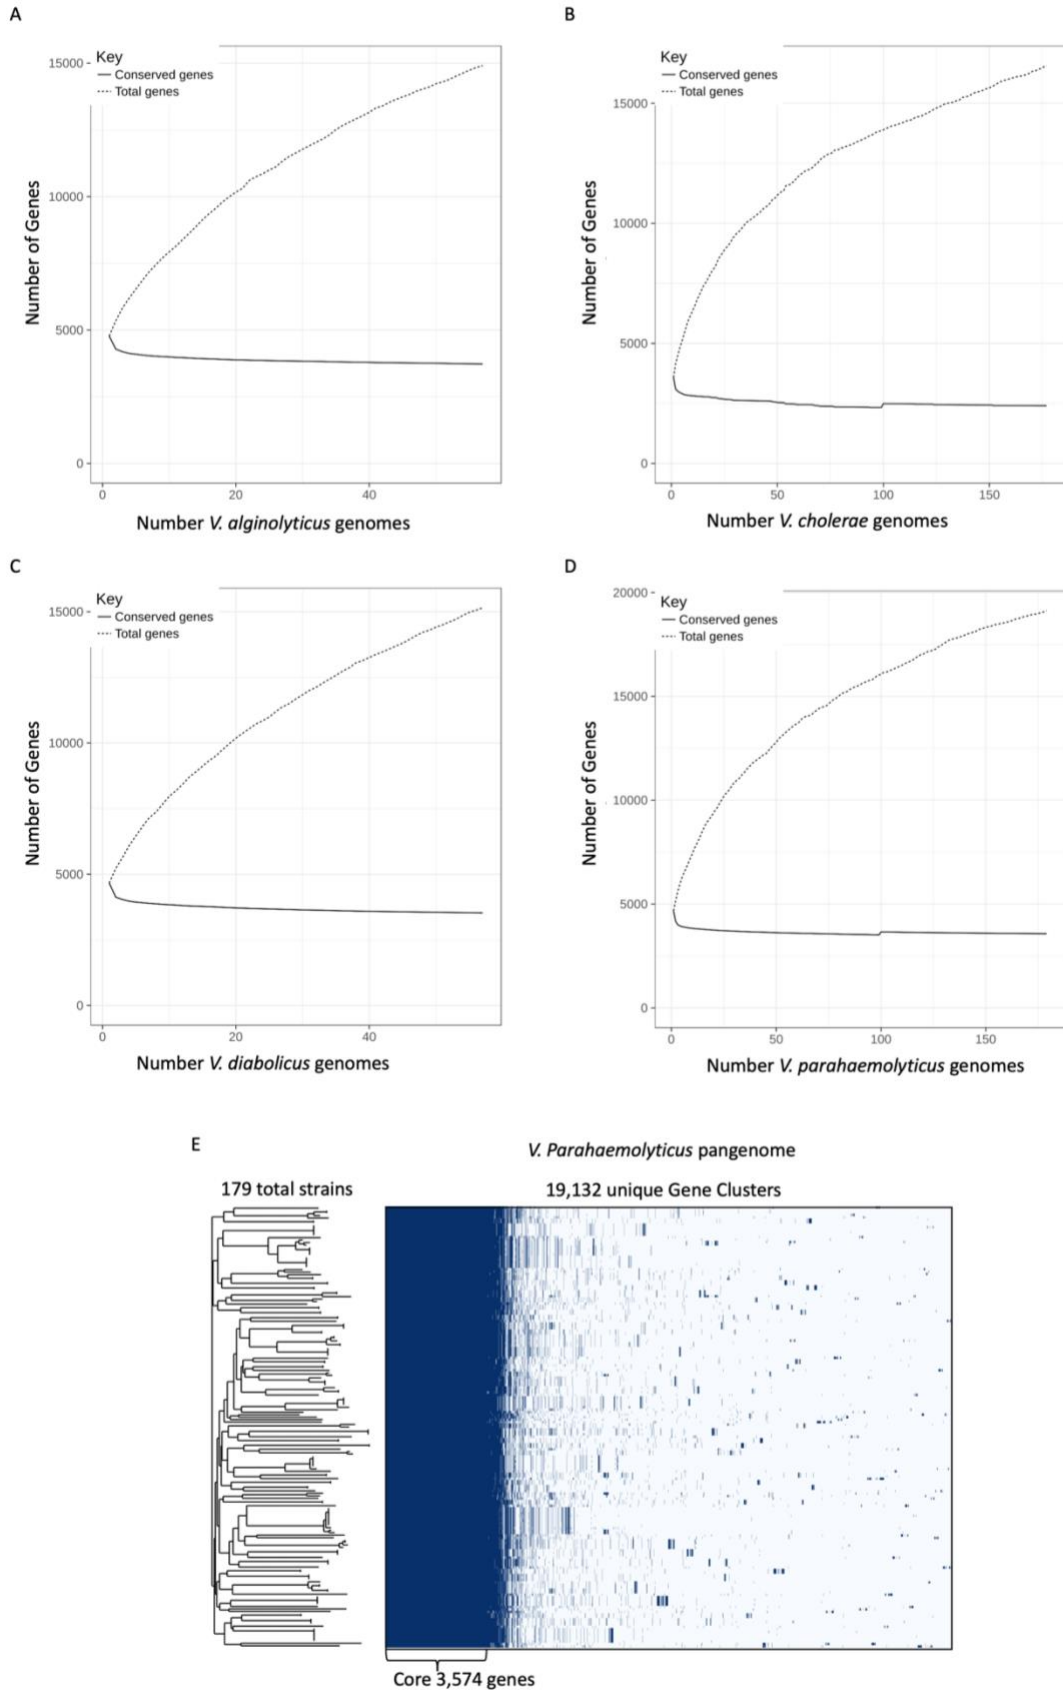 A
Key
Conserved genes
Total genes
15000
10000
5000
0
Number of Genes
0 20 40
Number V. alginolyticus genomes
B
Key
Conserved genes
Total genes
15000
10000
5000
0
Number of Genes
0 50 100 150
Number V. cholerae genomes
C
Key
Conserved genes
Total genes
15000
10000
5000
0
Number of Genes
0 20 40
Number V. diabolicus genomes
D
Key
Conserved genes
Total genes
20000
15000
10000
5000
0
Number of Genes
0 50 100 150
Number V. parahaemolyticus genomes
E
V. Parahaemolyticus pangenome
179 total strains
19,132 unique Gene Clusters
Core 3,574 genes